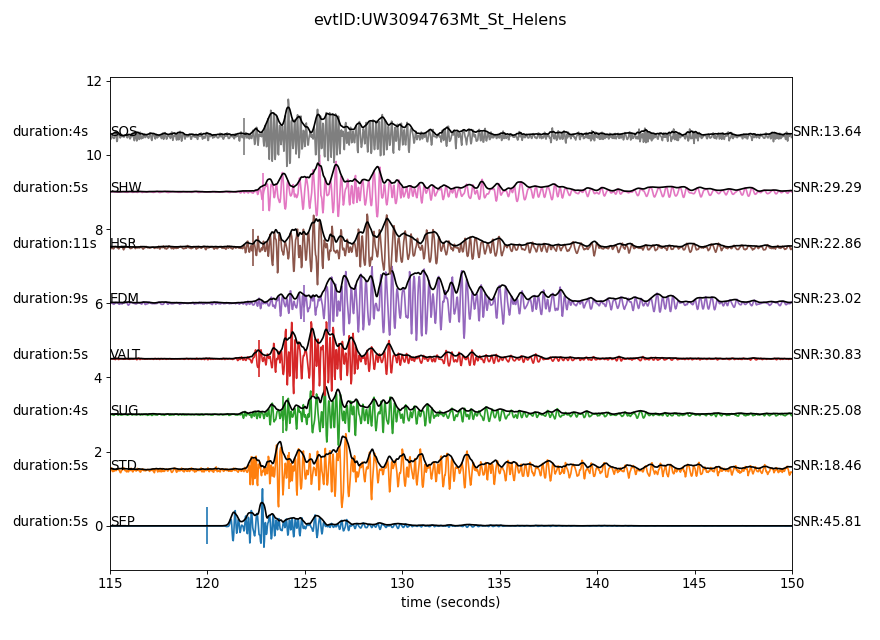 evtID:UW3094763Mt_St_Helens
12
duration:4s SOS SNR:13.64
10
duration:5s SHW SNR:29.29
8
duration:11s HSR SNR:22.86
duration:9s EDM SNR:23.02
6
duration:5s VALT SNR:30.83
4
duration:4s SUG SNR:25.08
2
duration:5s STD SNR:18.46
duration:5s SEP SNR:45.81
0
115 120 125 130 135 140 145 150
time (seconds)